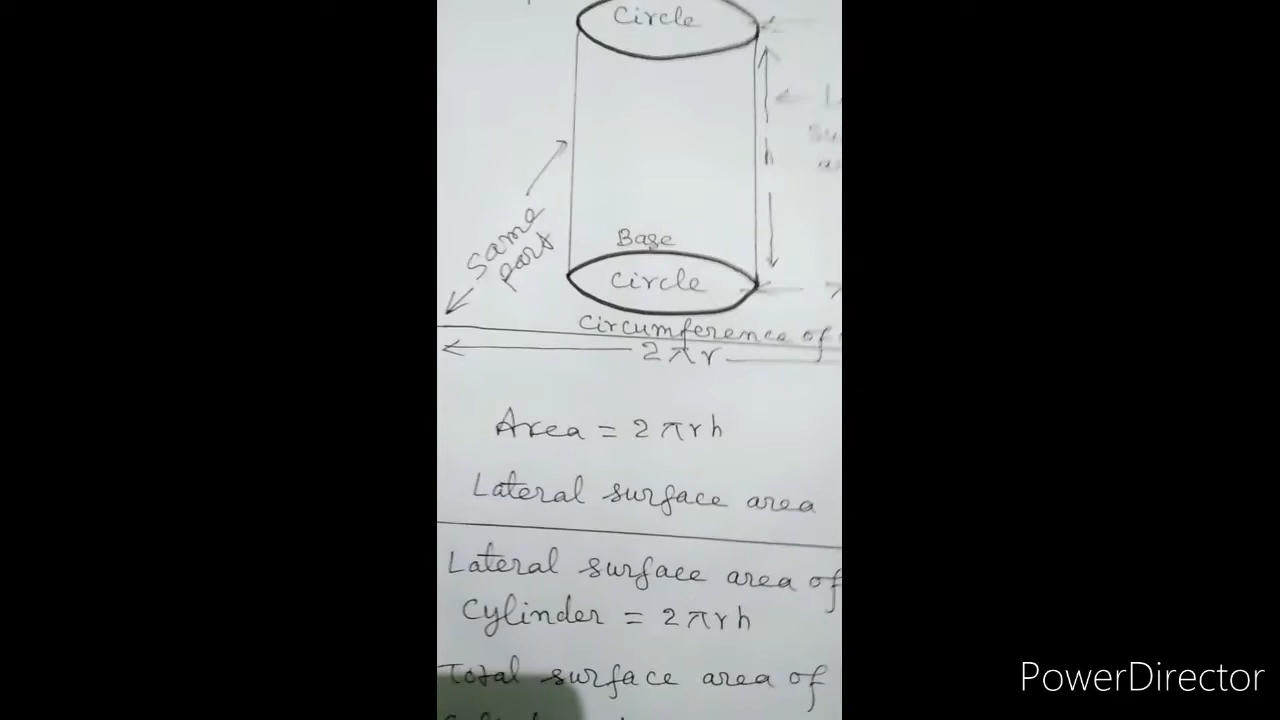 Circle
h
Same
part
Base
Circle
Circumference of
2πr
Area = 2πrh
Lateral surface area
Lateral surface area of
Cylinder = 2πrh
Total surface area of
PowerDirector